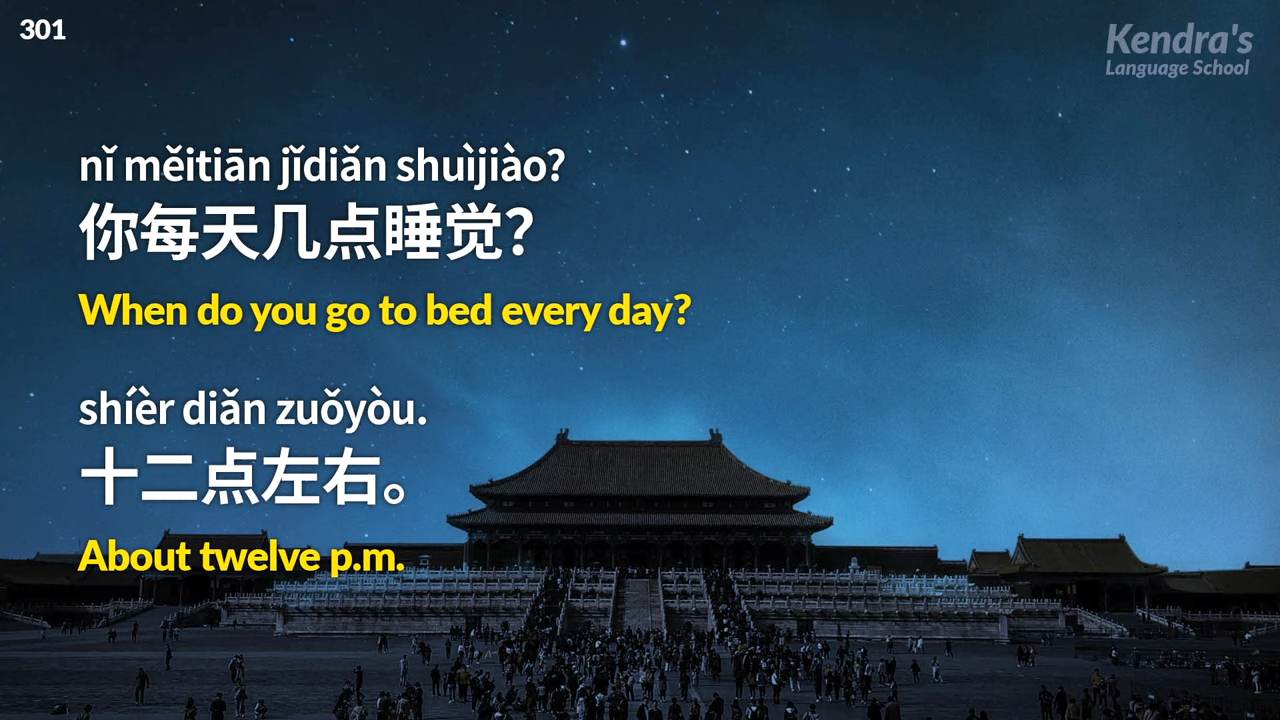 301
Kendra's
Language School
nǐ měitiān jǐdiǎn shuìjiào?
你每天几点睡觉？
When do you go to bed every day?
shíèr diǎn zuǒyòu.
十二点左右。
About twelve p.m.